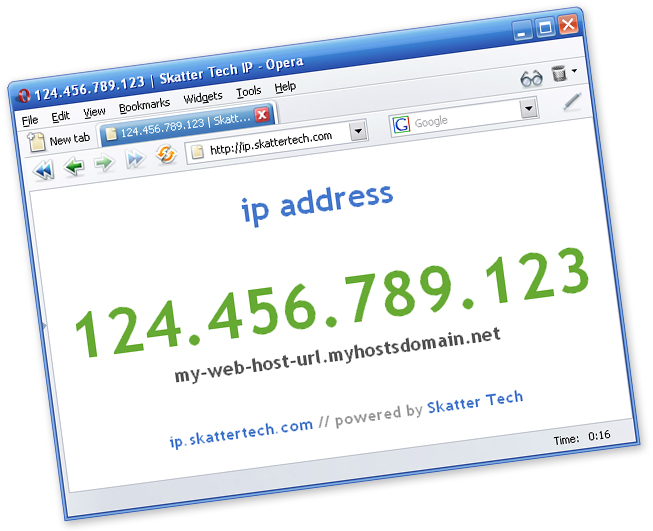 124.456.789.123 | Skatter Tech IP - Opera
File Edit View Bookmarks Widgets Tools Help
New tab 124.456.789.123 | Skatt...
http://ip.skattertech.com Google
ip address
124.456.789.123
my-web-host-url.myhostsdomain.net
ip.skattertech.com // powered by Skatter Tech
Time: 0:16